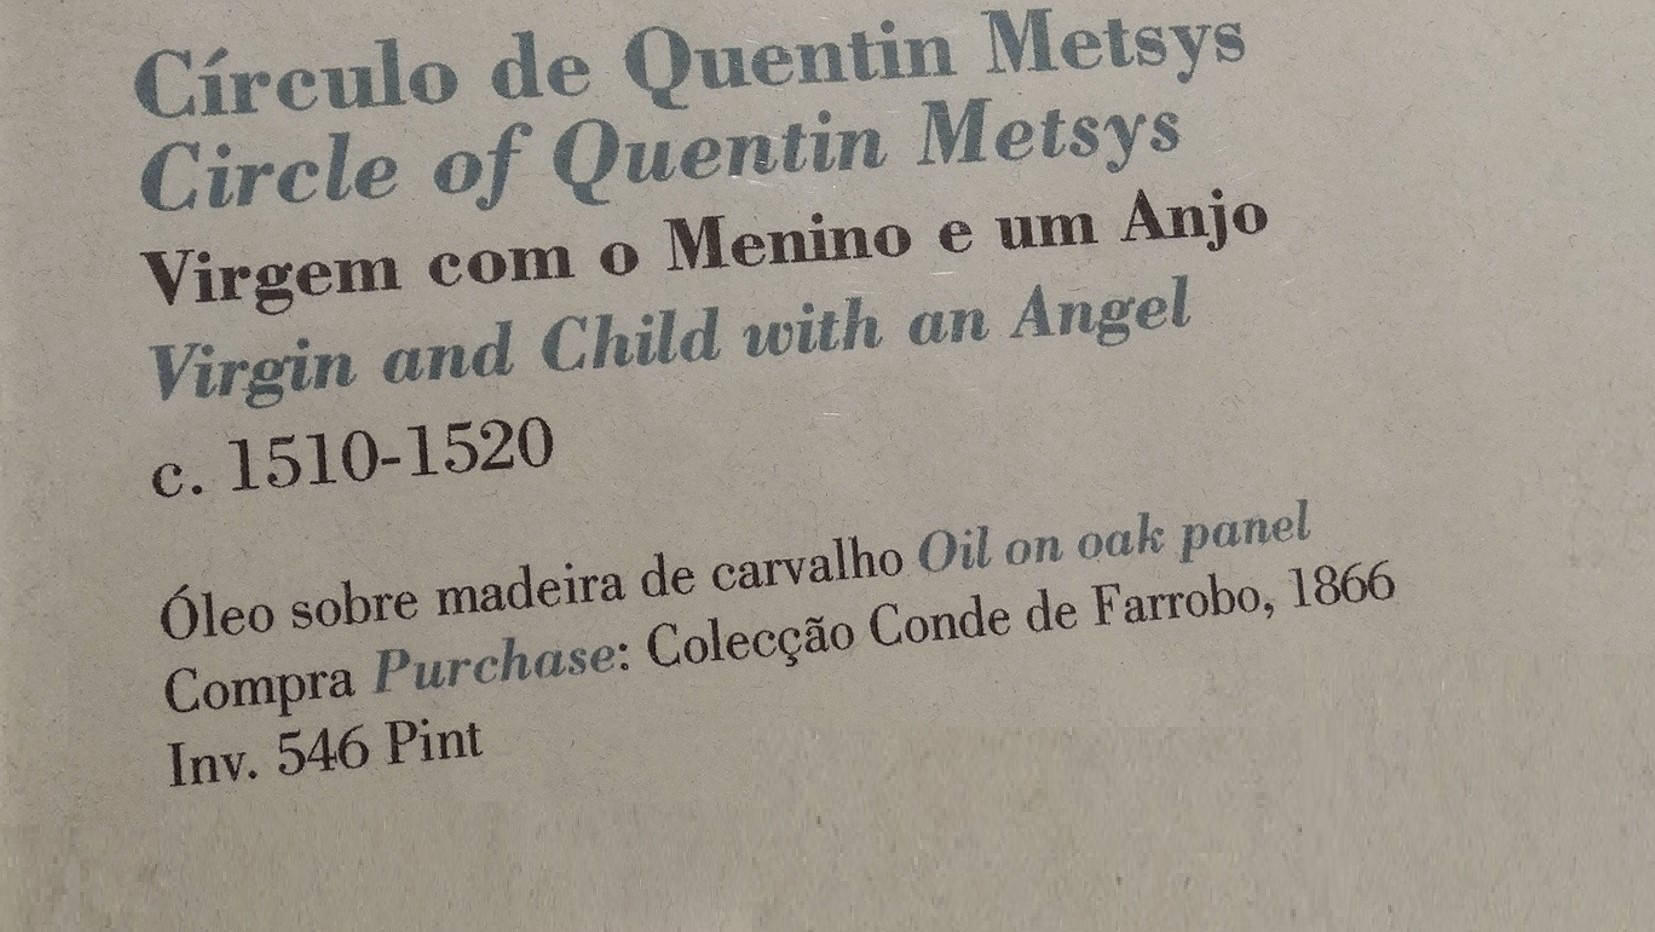 Círculo de Quentin Metsys
Circle of Quentin Metsys
Virgem com o Menino e um Anjo
Virgin and Child with an Angel
c. 1510-1520
Óleo sobre madeira de carvalho Oil on oak panel
Compra Purchase: Colecção Conde de Farrobo, 1866
Inv. 546 Pint